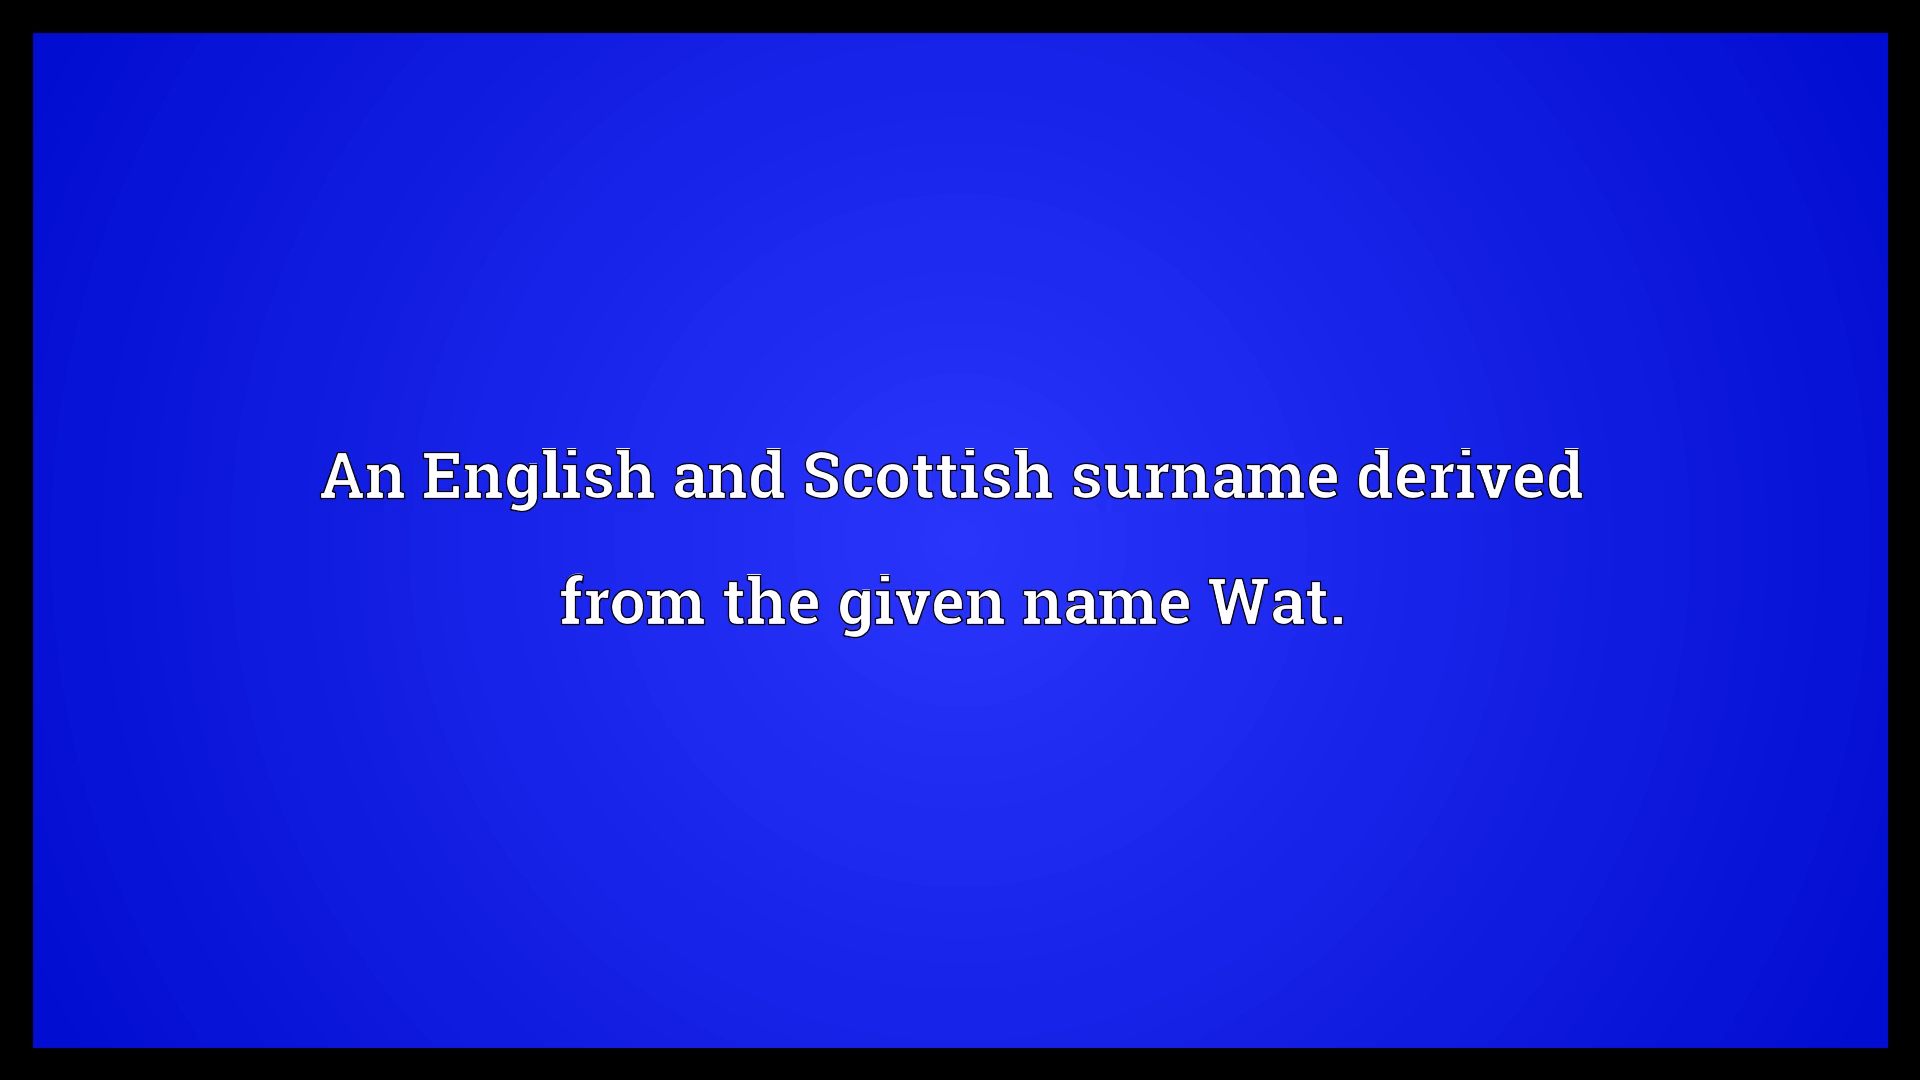 An English and Scottish surname derived
from the given name Wat.